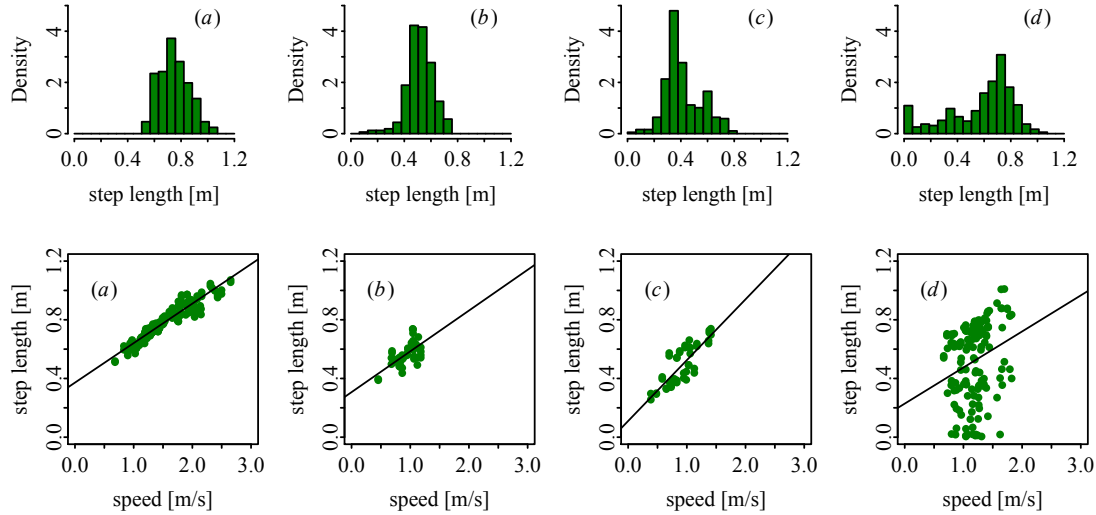 (a) (b) (c) (d)
Density Density Density Density
4 4 4 4
2 2 2 2
0 0 0 0
0.0 0.4 0.8 1.2 0.0 0.4 0.8 1.2 0.0 0.4 0.8 1.2 0.0 0.4 0.8 1.2
step length [m] step length [m] step length [m] step length [m]
step length [m] step length [m] step length [m] step length [m]
1.2 1.2 1.2 1.2
(a) (b) (c) (d)
0.8 0.8 0.8 0.8
0.4 0.4 0.4 0.4
0.0 0.0 0.0 0.0
0.0 1.0 2.0 3.0 0.0 1.0 2.0 3.0 0.0 1.0 2.0 3.0 0.0 1.0 2.0 3.0
speed [m/s] speed [m/s] speed [m/s] speed [m/s]